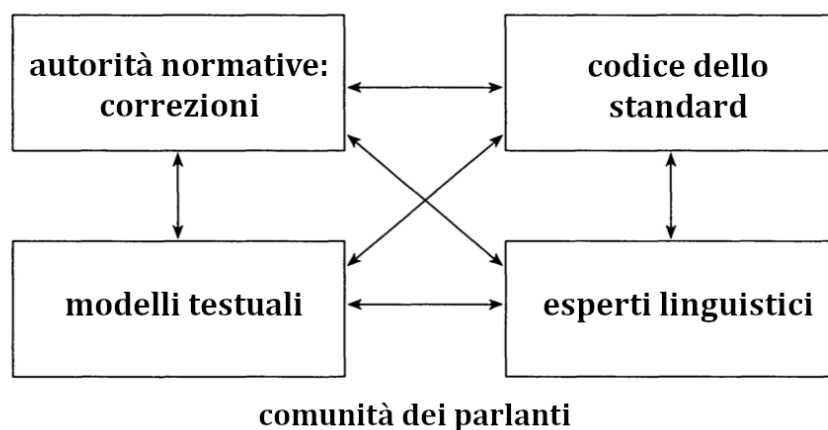 autorità normative:
correzioni
codice dello
standard
modelli testuali
esperti linguistici
comunità dei parlanti